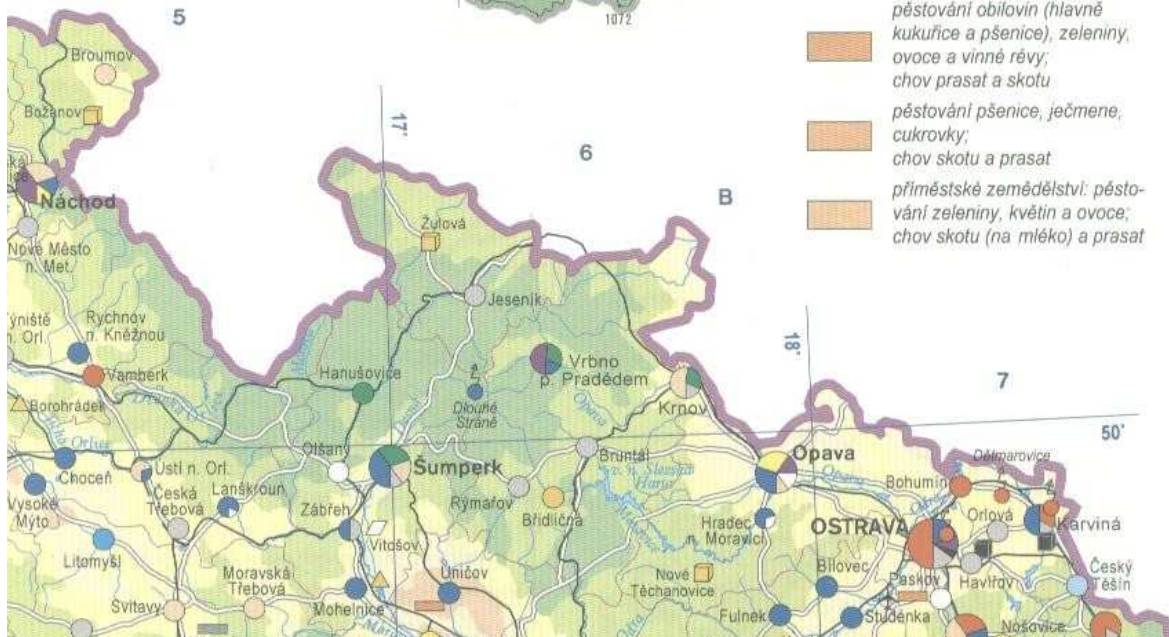 5
1072
pěstování obilovin (hlavně
kukuřice a pšenice), zeleniny,
ovoce a vinné révy;
chov prasat a skotu
pěstování pšenice, ječmene,
cukrovky;
chov skotu a prasat
příměstské zemědělství: pěsto-
vání zeleniny, květin a ovoce;
chov skotu (na mléko) a prasat
Broumov
Božanov
17°
6
B
Náchod
Nové Město
n. Met.
Žulová
Jeseník
Rychnov
n. Kněžnou
Vamberk
Borohrádek
Hanušovice
Vrbno
p. Pradědem
Dlouhé
Stráně
Opava
Krnov
18°
7
50°
Choceň
Ústí n. Orl.
Olšany
Šumperk
Bruntál
v. n. Slezská
Harta
Opava
Opava
Dětmarovice
Bohumín
Vysoké
Mýto
Česká
Třebová
Lanškroun
Zábřeh
Rýmařov
Břidličná
Moravice
Hradec
n Moravicí
OSTRAVA
Orlová
Karviná
Litomyšl
Vitošov
Moravská
Třebová
Uničov
Nové
Těchanovice
Bílovec
Paskov
Havířov
Český
Těšín
Svitavy
Mohelnice
Fulnek
Studénka
Nošovice